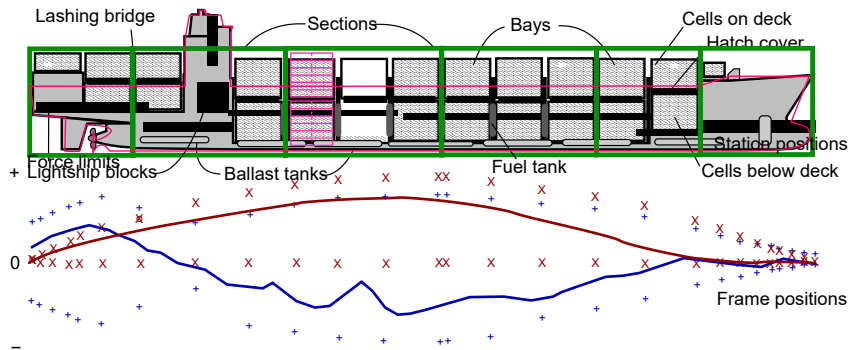 Lashing bridge
Sections
Bays
Cells on deck
Hatch cover
Station positions
Force limits
+ Lightship blocks
Ballast tanks
Fuel tank
Cells below deck
0
Frame positions
−